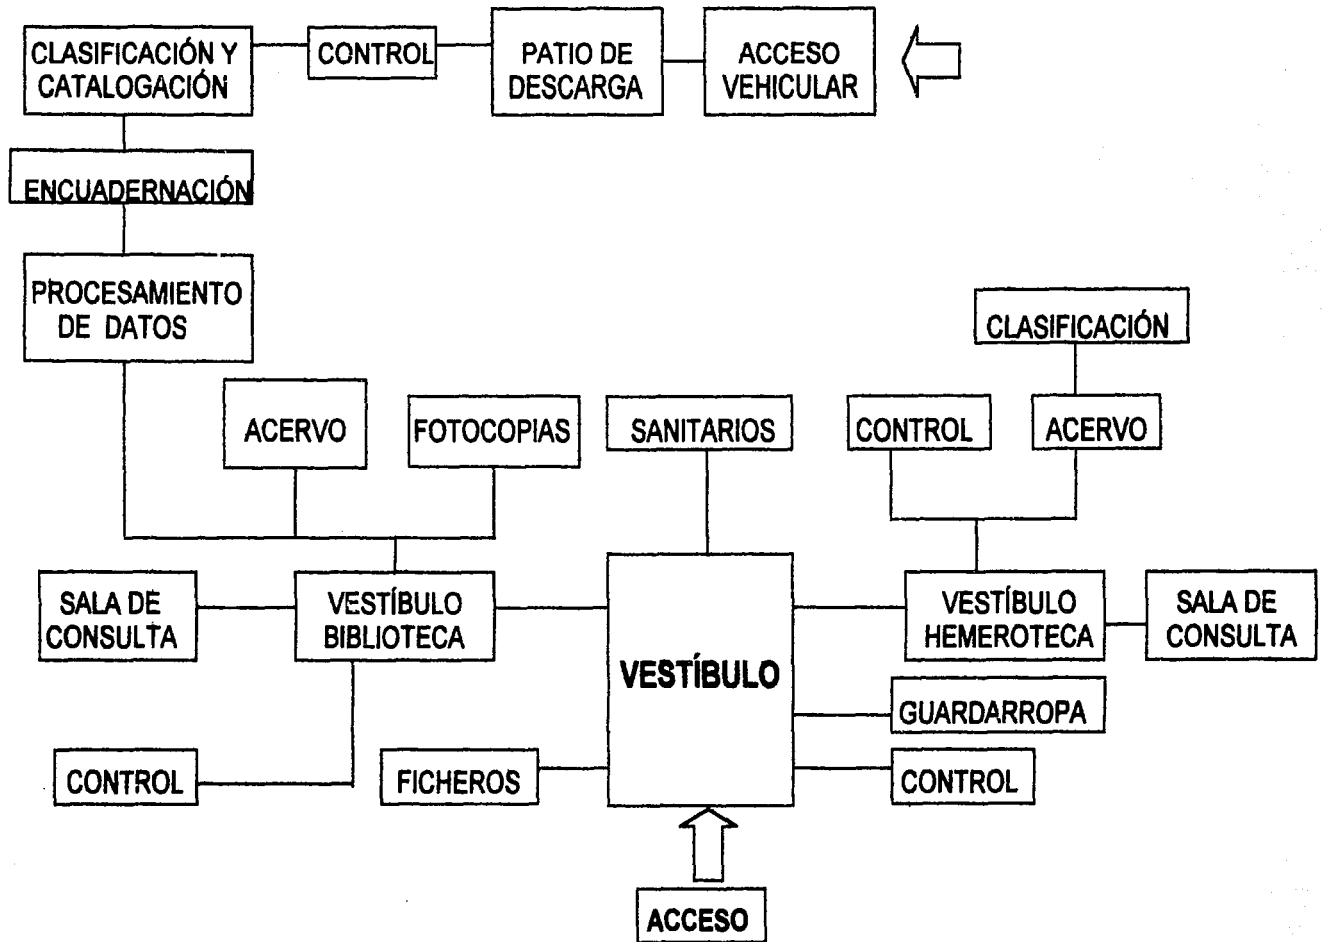 CLASIFICACIÓN Y
CATALOGACIÓN
CONTROL
PATIO DE
DESCARGA
ACCESO
VEHICULAR
ENCUADERNACIÓN
PROCESAMIENTO
DE DATOS
CLASIFICACIÓN
ACERVO
FOTOCOPIAS
SANITARIOS
CONTROL
ACERVO
SALA DE
CONSULTA
VESTÍBULO
BIBLIOTECA
VESTÍBULO
VESTÍBULO
HEMEROTECA
SALA DE
CONSULTA
GUARDARROPA
CONTROL
FICHEROS
CONTROL
ACCESO